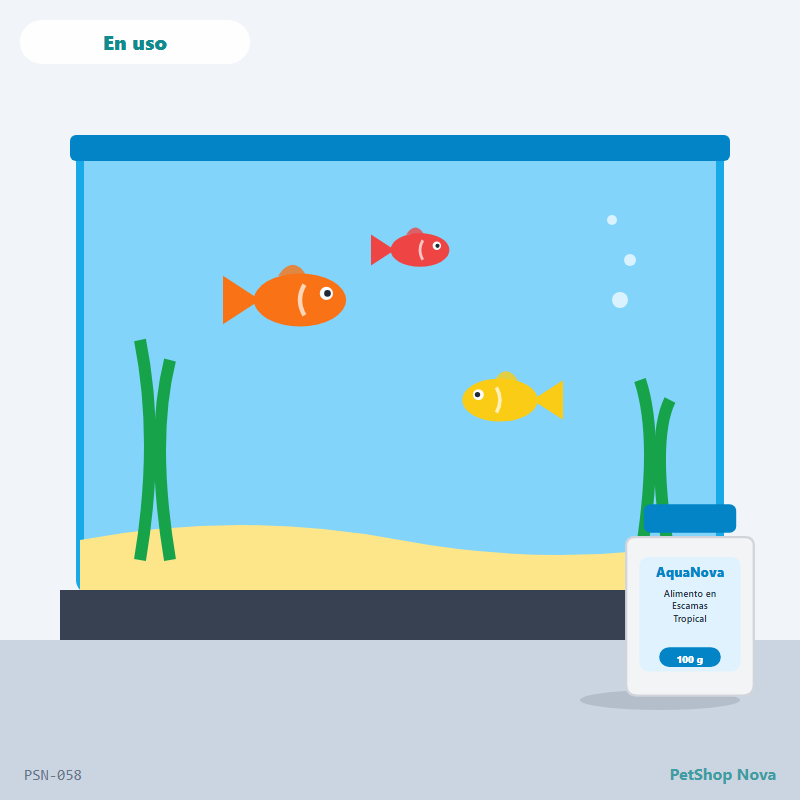 En uso
AquaNova
Alimento en
Escamas
Tropical
100 g
PSN-058
PetShop Nova